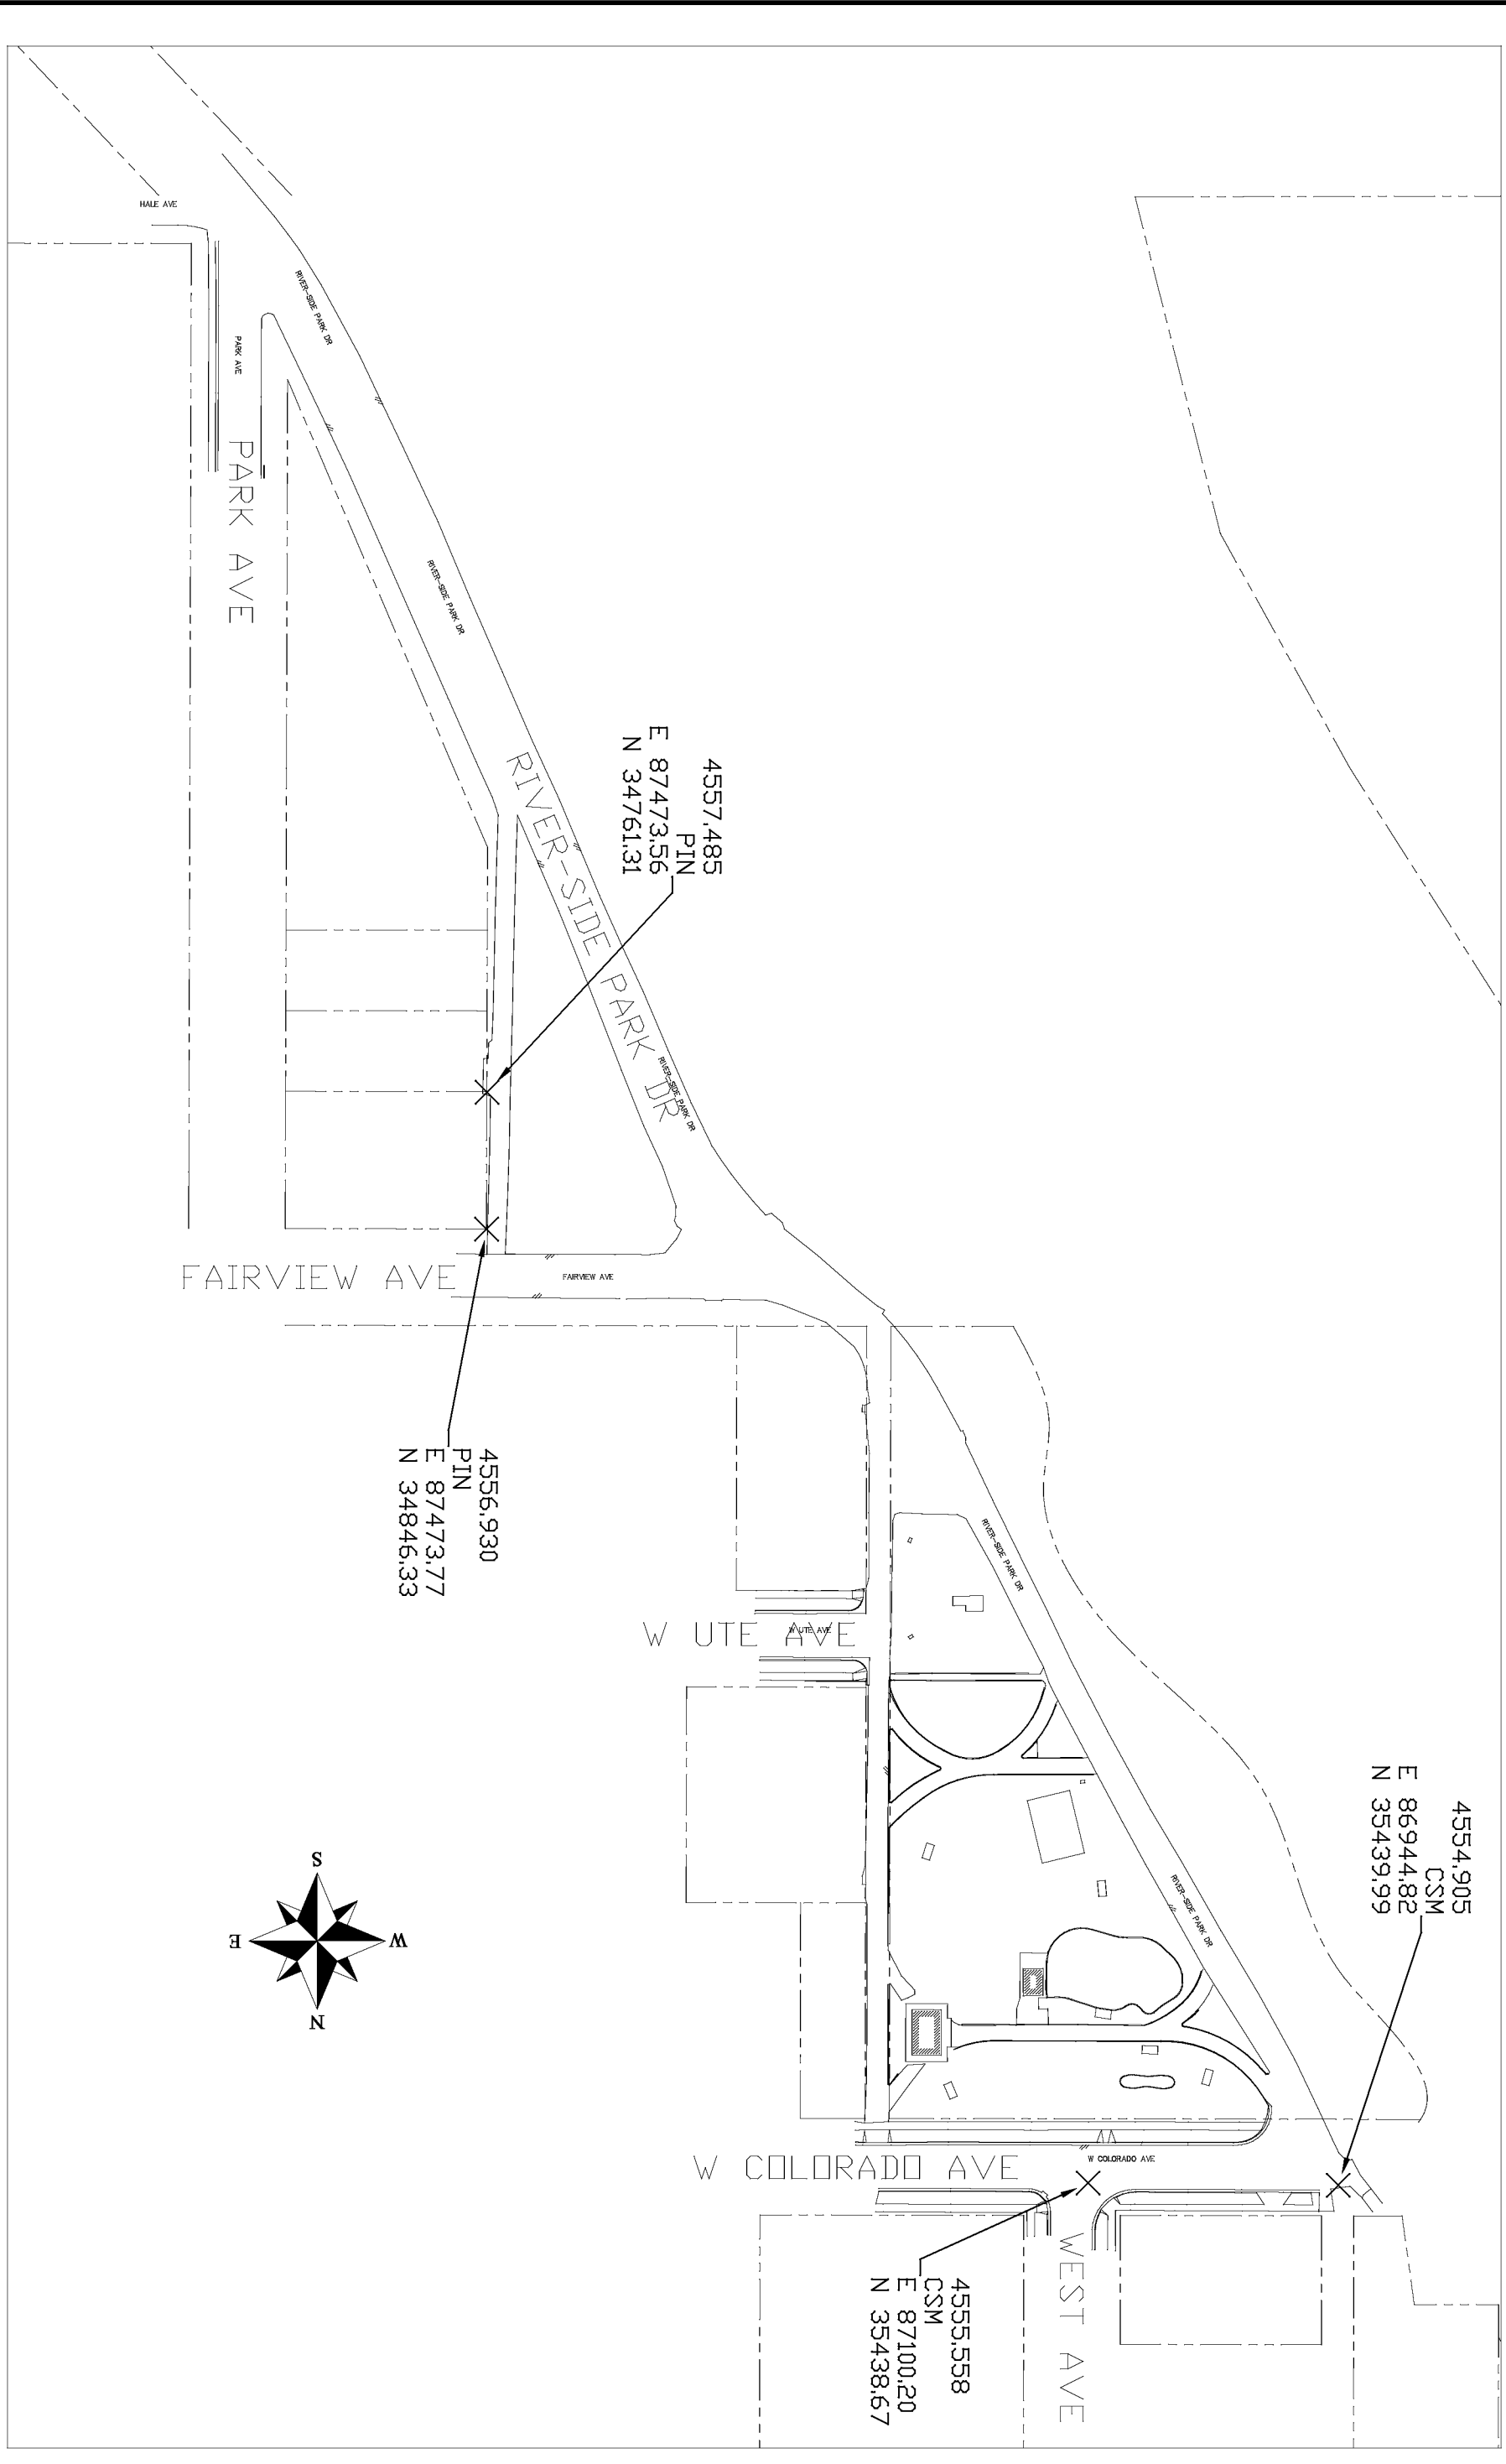 HALE AVE
RIVER-SIDE PARK DR
PARK AVE
PARK AVE
RIVER-SIDE PARK DR
4557.485
PIN
E 87473.56
N 34761.31
RIVER-SIDE PARK DR
RIVER-SIDE PARK DR
FAIRVIEW AVE
FAIRVIEW AVE
4556.930
PIN
E 87473.77
N 34846.33
RIVER-SIDE PARK DR
W UTE AVE
W UTE AVE
4554.905
CSM
E 86944.82
N 35439.99
RIVER-SIDE PARK DR
S
E
W
N
W COLORADO AVE
W COLORADO AVE
WEST AVE
4555.558
CSM
E 87100.20
N 35438.67